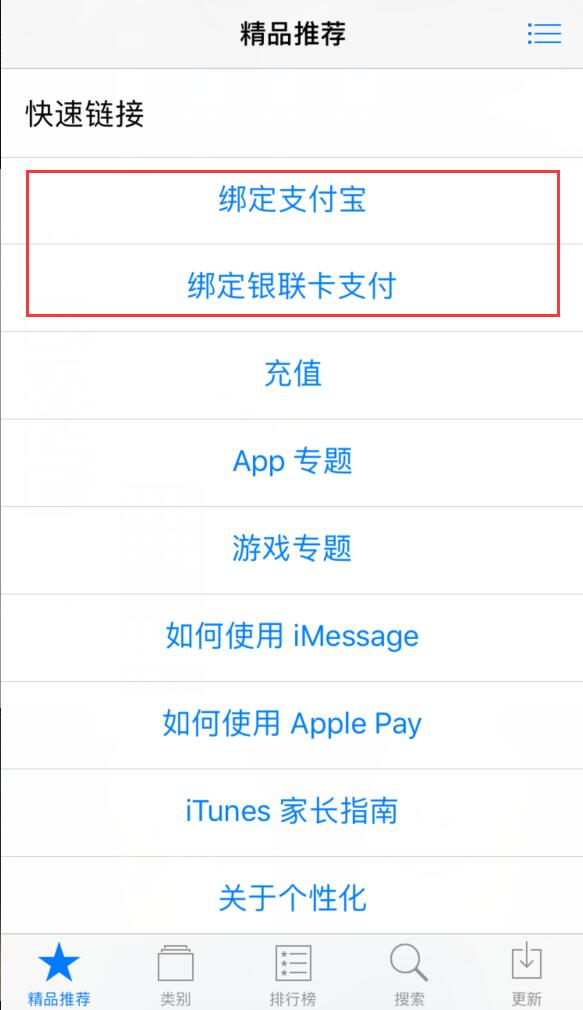 精品推荐
快速链接
绑定支付宝
绑定银联卡支付
充值
App 专题
游戏专题
如何使用 iMessage
如何使用 Apple Pay
iTunes 家长指南
关于个性化
精品推荐
类别
排行榜
搜索
更新